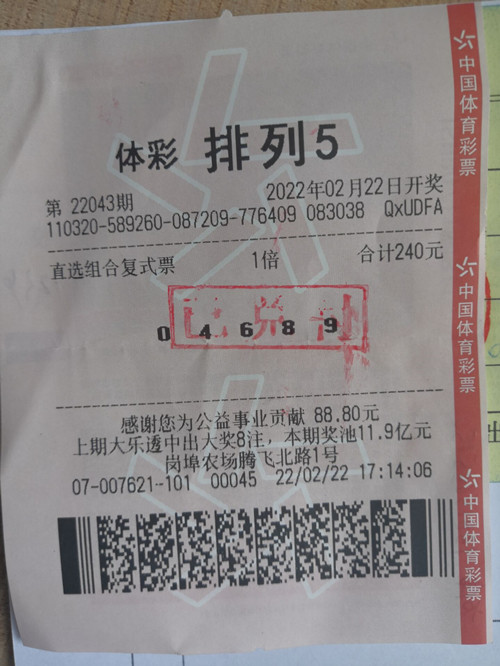 体彩 排列5
第 22043期 2022年02月22日开奖
110320-589260-087209-776409 083038 QxUDFA
直选组合复式票 1倍 合计240元
已兑付
0 4 6 8 9
感谢您为公益事业贡献 88.80元
上期大乐透中出大奖8注，本期奖池11.9亿元
岗埠农场腾飞北路1号
07-007621-101 00045 22/02/22 17:14:06
中国体育彩票
中国体育彩票
中国体育彩票